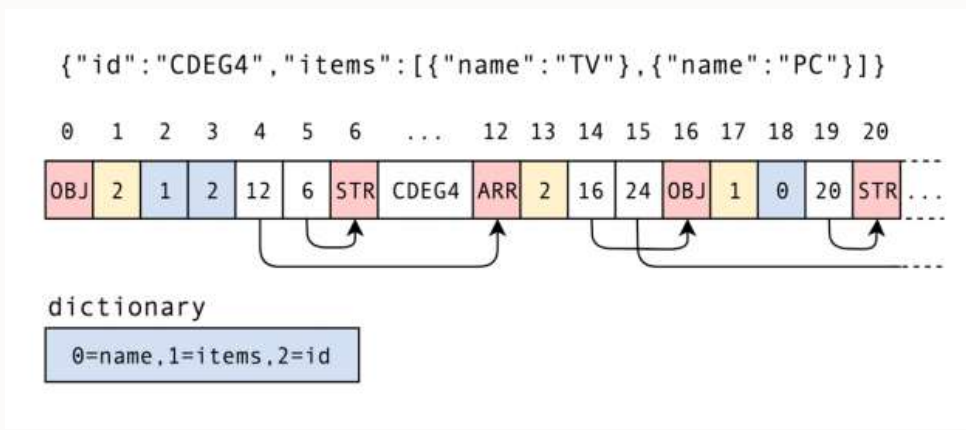 {"id":"CDEG4","items":[{"name":"TV"},{"name":"PC"}]}
0 1 2 3 4 5 6 ... 12 13 14 15 16 17 18 19 20
OBJ 2 1 2 12 6 STR CDEG4 ARR 2 16 24 OBJ 1 0 20 STR ...
dictionary
0=name,1=items,2=id